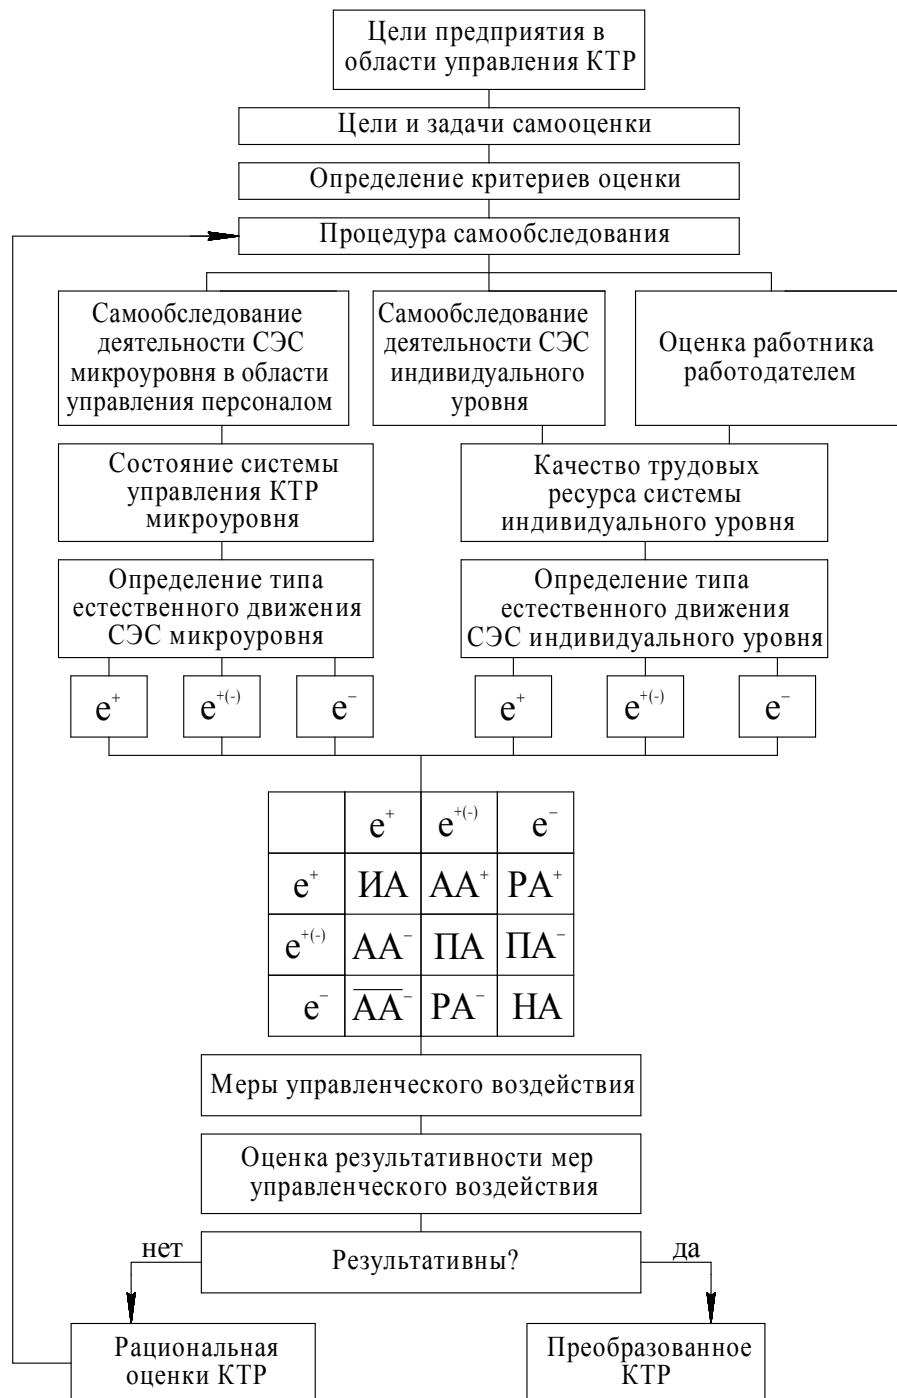 Цели предприятия в
области управления КТР
Цели и задачи самооценки
Определение критериев оценки
Процедура самообследования
Самообследование
деятельности СЭС
микроуровня в области
управления персоналом
Самообследование
деятельности СЭС
индивидуального
уровня
Оценка работника
работодателем
Состояние системы
управления КТР
микроуровня
Качество трудовых
ресурса системы
индивидуального уровня
Определение типа
естественного движения
СЭС микроуровня
Определение типа
естественного движения
СЭС индивидуального уровня
e⁺ e⁺⁽⁻⁾ e⁻ e⁺ e⁺⁽⁻⁾ e⁻
e⁺ e⁺⁽⁻⁾ e⁻
e⁺ ИА АА⁺ РА⁺
e⁺⁽⁻⁾ АА⁻ ПА ПА⁻
e⁻ A̅A̅⁻ РА⁻ НА
Меры управленческого воздействия
Оценка результативности мер
управленческого воздействия
нет Результативны? да
Рациональная
оценки КТР
Преобразованное
КТР